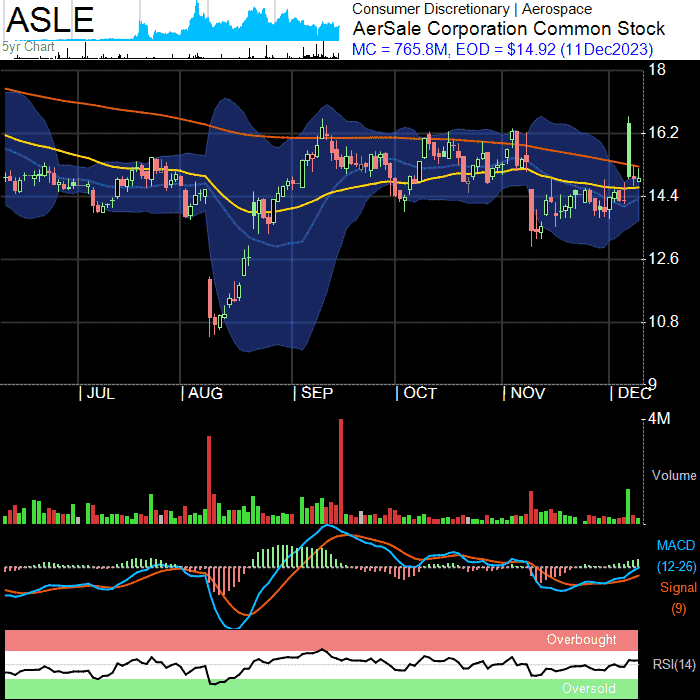 ASLE
5yr Chart
Consumer Discretionary | Aerospace
AerSale Corporation Common Stock
MC = 765.8M, EOD = $14.92 (11Dec2023)
18
16.2
14.4
12.6
10.8
9
| JUL
| AUG
| SEP
| OCT
| NOV
| DEC
4M
Volume
MACD
(12-26)
Signal
(9)
Overbought
RSI(14)
Oversold